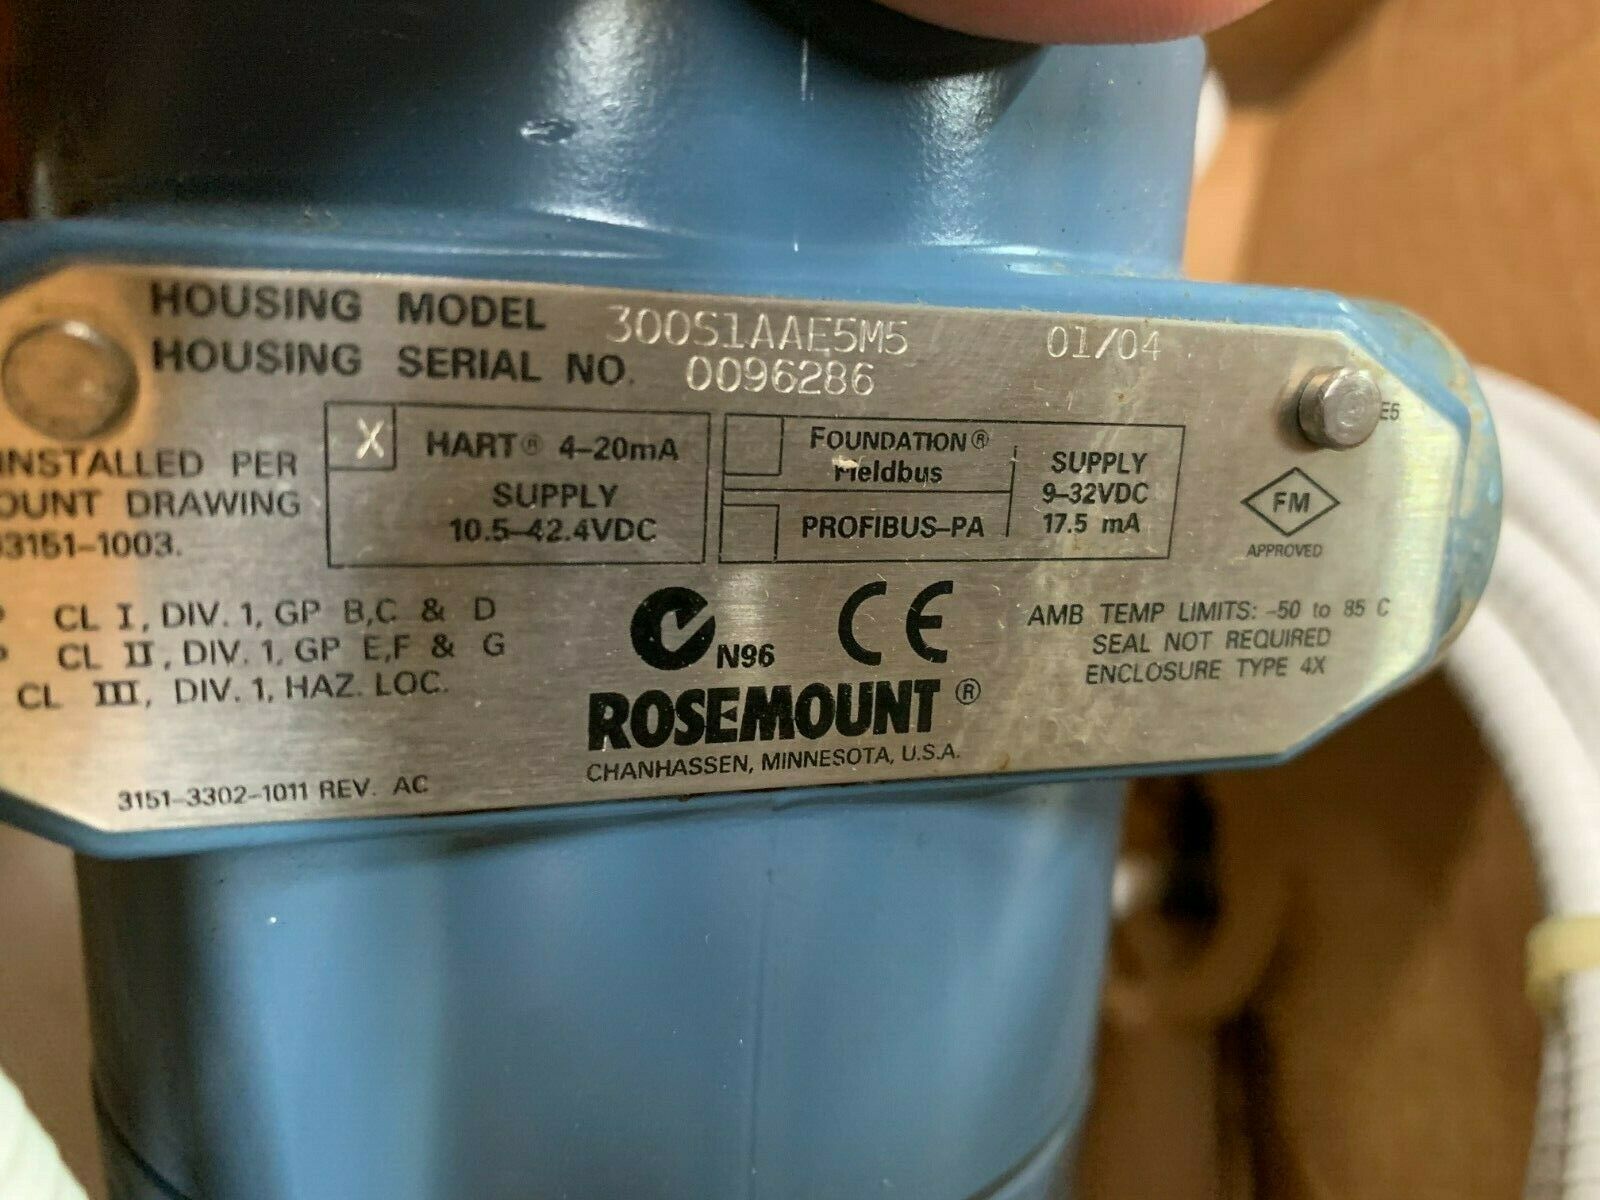 HOUSING MODEL 300S1AAE5M5 01/04
HOUSING SERIAL NO. 0096286
E5
INSTALLED PER
OUNT DRAWING
03151-1003.
X HART® 4-20mA
SUPPLY
10.5-42.4VDC
FOUNDATION®
Fieldbus
PROFIBUS-PA
SUPPLY
9-32VDC
17.5 mA
FM
APPROVED
P CL I, DIV. 1, GP B,C & D
P CL II, DIV. 1, GP E,F & G
CL III, DIV. 1, HAZ. LOC.
N96
CE
AMB TEMP LIMITS: -50 to 85 C
SEAL NOT REQUIRED
ENCLOSURE TYPE 4X
ROSEMOUNT®
CHANHASSEN, MINNESOTA, U.S.A.
3151-3302-1011 REV. AC